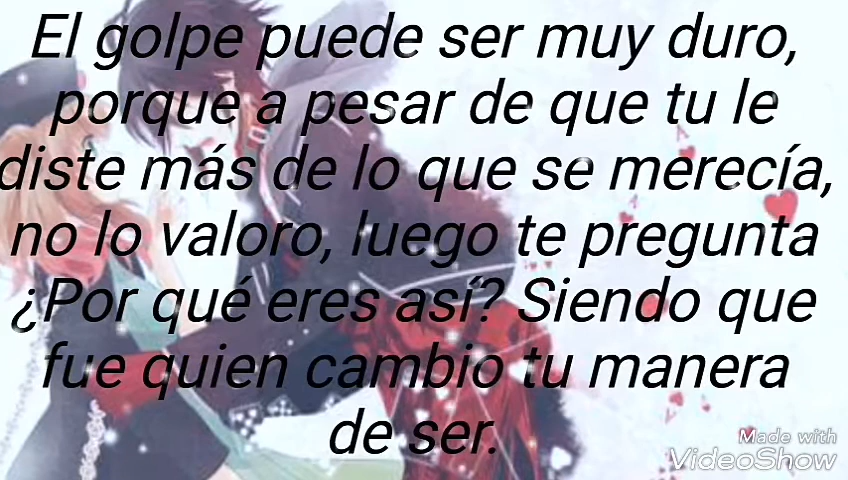 El golpe puede ser muy duro,
porque a pesar de que tu le
diste más de lo que se merecía,
no lo valoro, luego te pregunta
¿Por qué eres así? Siendo que
fue quien cambio tu manera
de ser.
Made with
VideoShow